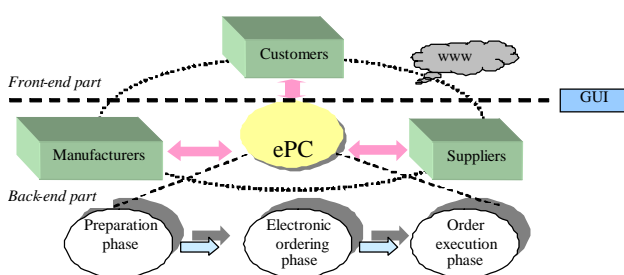 Customers
www
Front-end part
GUI
Manufacturers
ePC
Suppliers
Back-end part
Preparation
phase
Electronic
ordering
phase
Order
execution
phase